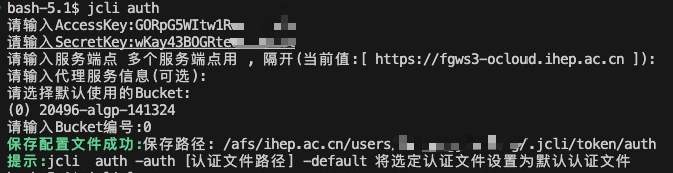 bash-5.1$ jcli auth
请输入AccessKey:GORpG5WItw1R
请输入SecretKey:wKay43BOGRte
请输入服务端点 多个服务端点用 , 隔开(当前值:[ https://fgws3-ocloud.ihep.ac.cn ]):
请输入代理服务信息(可选):
请选择默认使用的Bucket:
(0) 20496-algp-141324
请输入Bucket编号:0
保存配置文件成功:保存路径: /afs/ihep.ac.cn/users /.jcli/token/auth
提示:jcli  auth -auth [认证文件路径] -default 将选定认证文件设置为默认认证文件